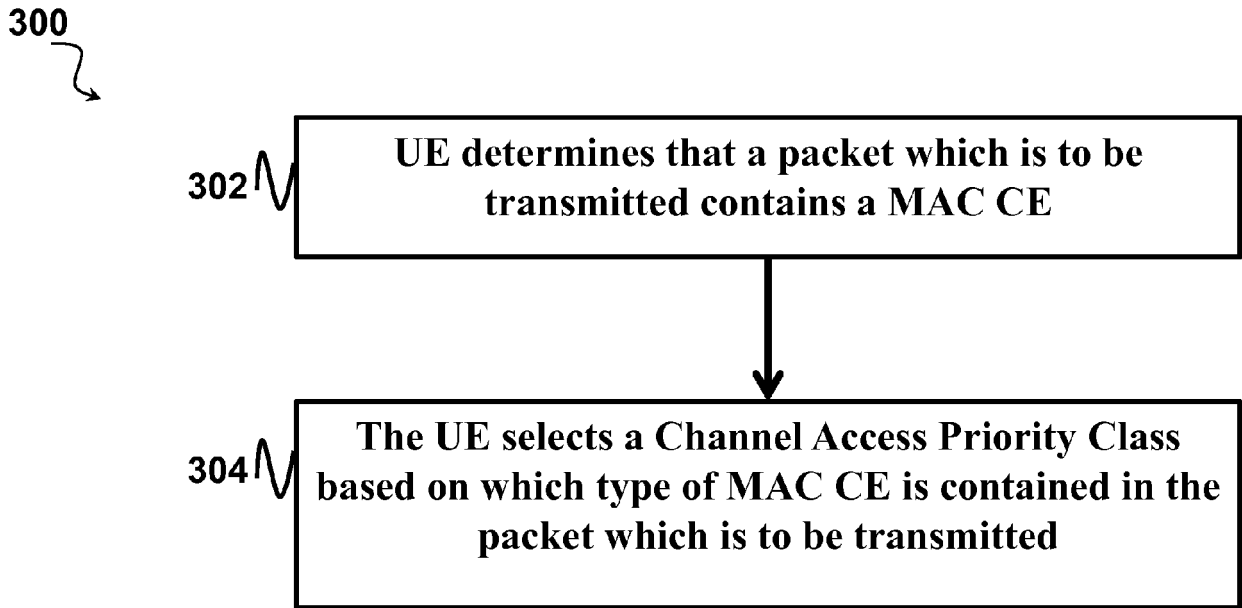 300
302
UE determines that a packet which is to be
transmitted contains a MAC CE
304
The UE selects a Channel Access Priority Class
based on which type of MAC CE is contained in the
packet which is to be transmitted